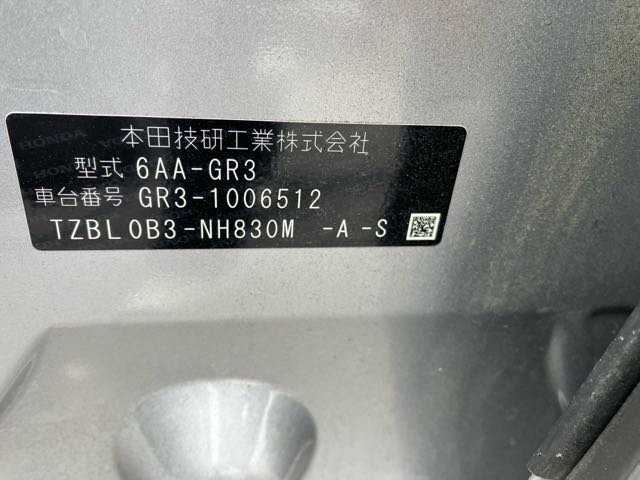 本田技研工業株式会社
型式 6AA-GR3
車台番号 GR3-1006512
TZBL0B3-NH830M -A -S